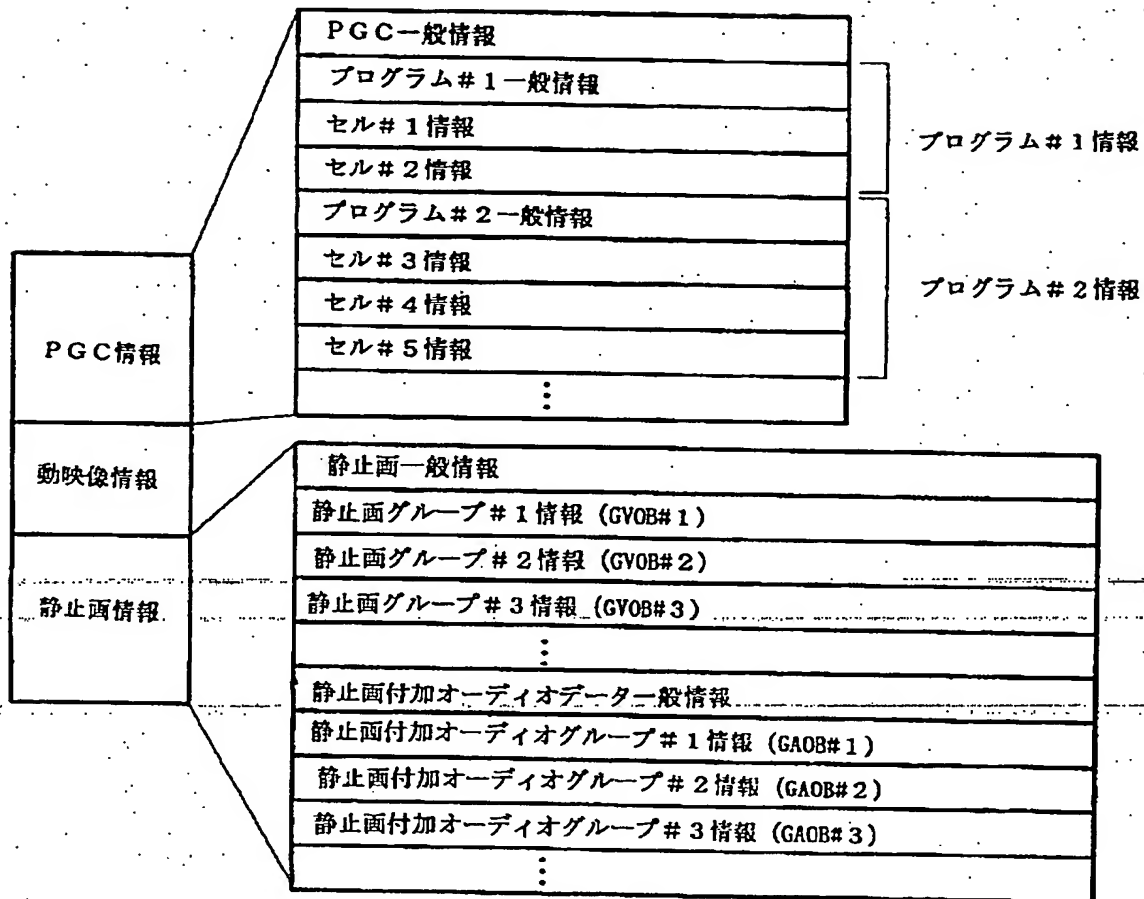 PGC一般情報
プログラム#1一般情報
セル#1情報
セル#2情報
プログラム#1情報
プログラム#2一般情報
セル#3情報
セル#4情報
セル#5情報
プログラム#2情報
⋮
PGC情報
動映像情報
静止画情報
静止画一般情報
静止画グループ#1情報 (GVOB#1)
静止画グループ#2情報 (GVOB#2)
静止画グループ#3情報 (GVOB#3)
⋮
静止画付加オーディオデーター般情報
静止画付加オーディオグループ#1情報 (GAOB#1)
静止画付加オーディオグループ#2情報 (GAOB#2)
静止画付加オーディオグループ#3情報 (GAOB#3)
⋮